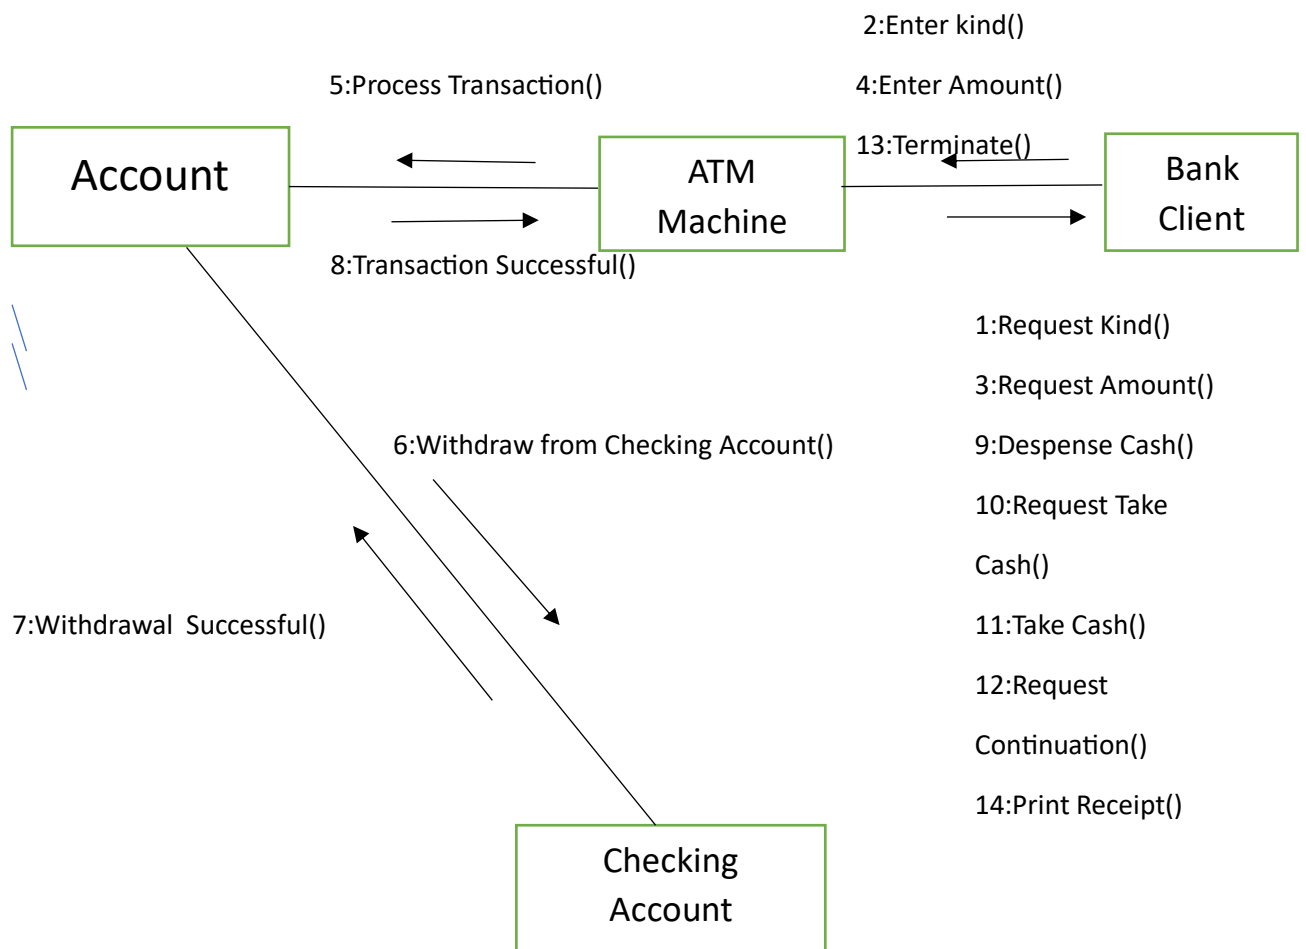 2:Enter kind()
5:Process Transaction()
4:Enter Amount()
13:Terminate()
Account
ATM
Machine
Bank
Client
8:Transaction Successful()
1:Request Kind()
3:Request Amount()
6:Withdraw from Checking Account()
9:Despense Cash()
10:Request Take
Cash()
7:Withdrawal  Successful()
11:Take Cash()
12:Request
Continuation()
14:Print Receipt()
Checking
Account